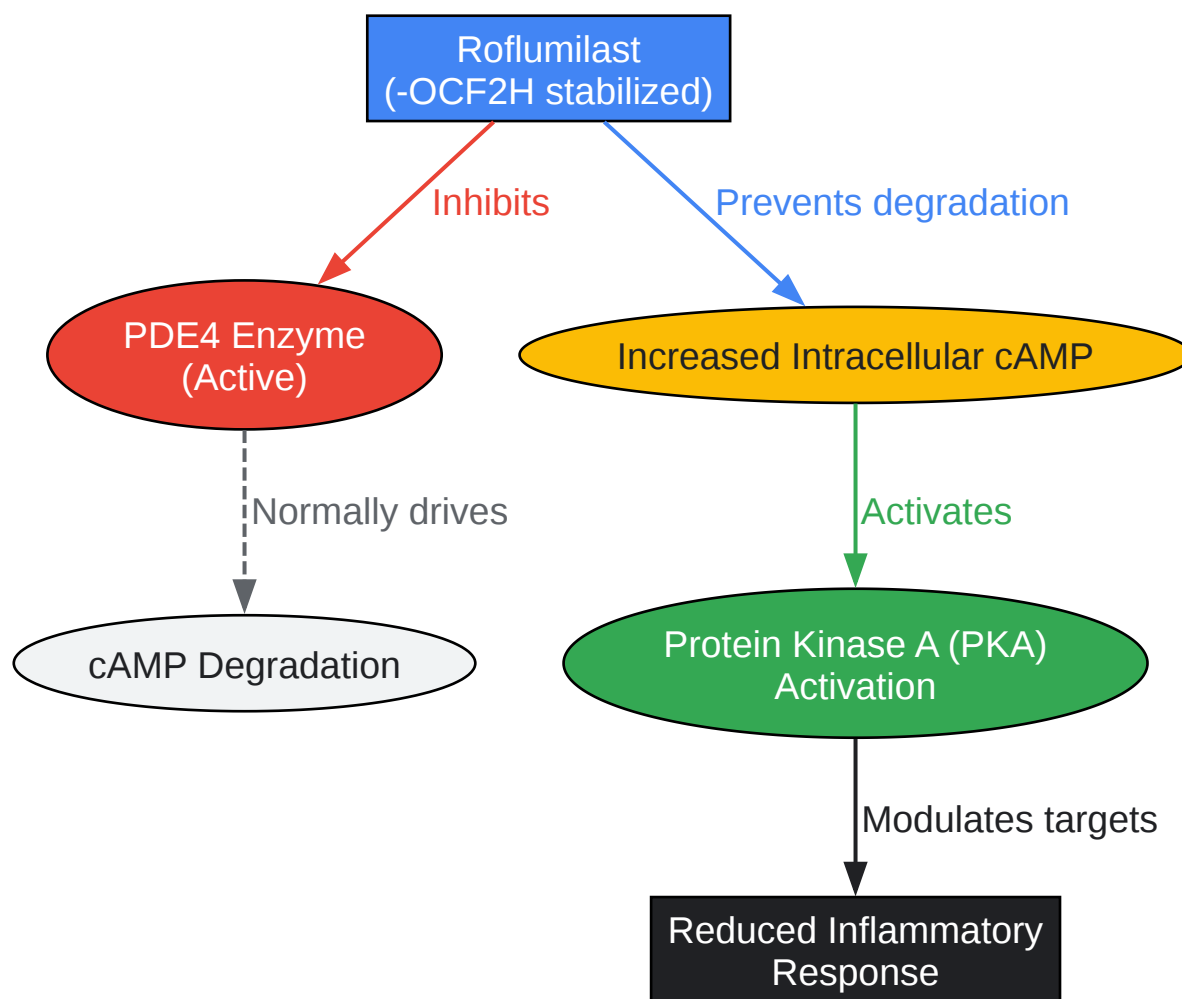 Roflumilast
(-OCF2H stabilized)
Inhibits
Prevents degradation
PDE4 Enzyme
(Active)
Increased Intracellular cAMP
Normally drives
Activates
cAMP Degradation
Protein Kinase A (PKA)
Activation
Modulates targets
Reduced Inflammatory
Response